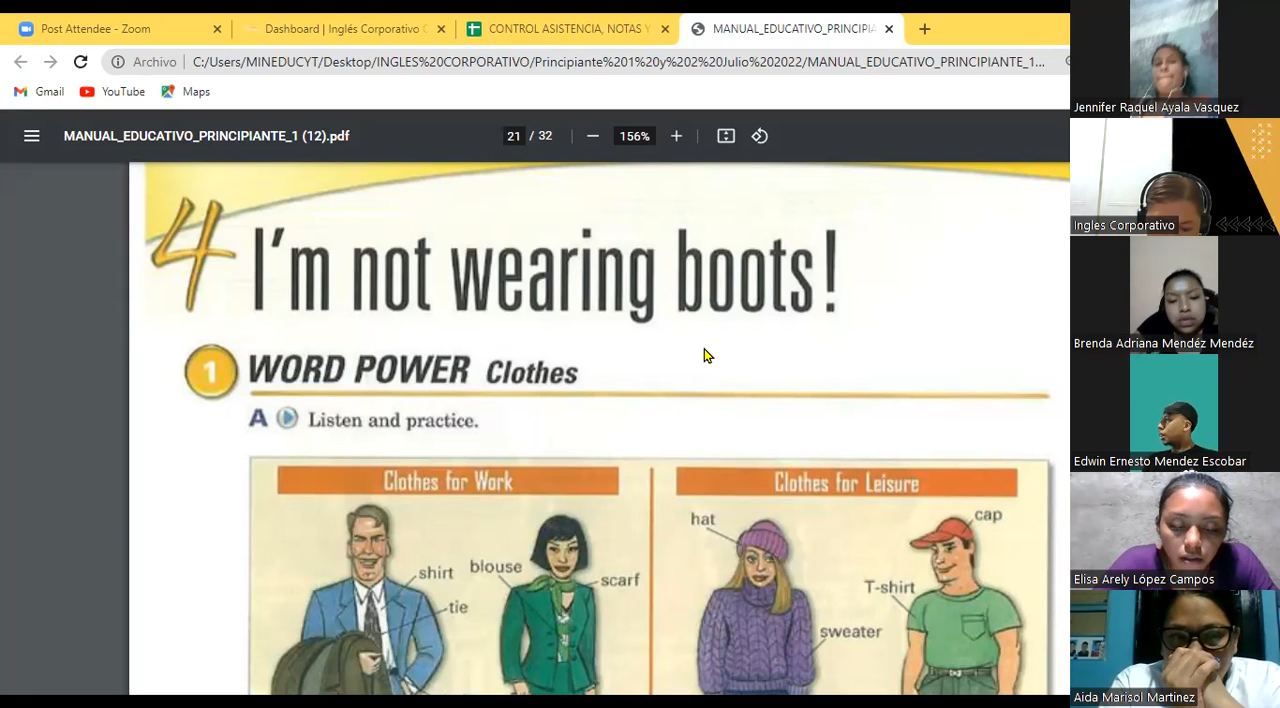 Post Attendee - Zoom
Dashboard | Inglés Corporativo
CONTROL ASISTENCIA, NOTAS Y
MANUAL_EDUCATIVO_PRINCIPIA
Archivo
C:/Users/MINEDUCYT/Desktop/INGLES%20CORPORATIVO/Principiante%201%20y%202%20Julio%202022/MANUAL_EDUCATIVO_PRINCIPIANTE_1...
Gmail
YouTube
Maps
MANUAL_EDUCATIVO_PRINCIPIANTE_1 (12).pdf
21 / 32
156%
4 I'm not wearing boots!
1 WORD POWER Clothes
A Listen and practice.
Clothes for Work
Clothes for Leisure
shirt
tie
blouse
scarf
hat
sweater
cap
T-shirt
Jennifer Raquel Ayala Vasquez
Ingles Corporativo
Brenda Adriana Mendéz Mendéz
Edwin Ernesto Mendez Escobar
Elisa Arely López Campos
Aida Marisol Martinez